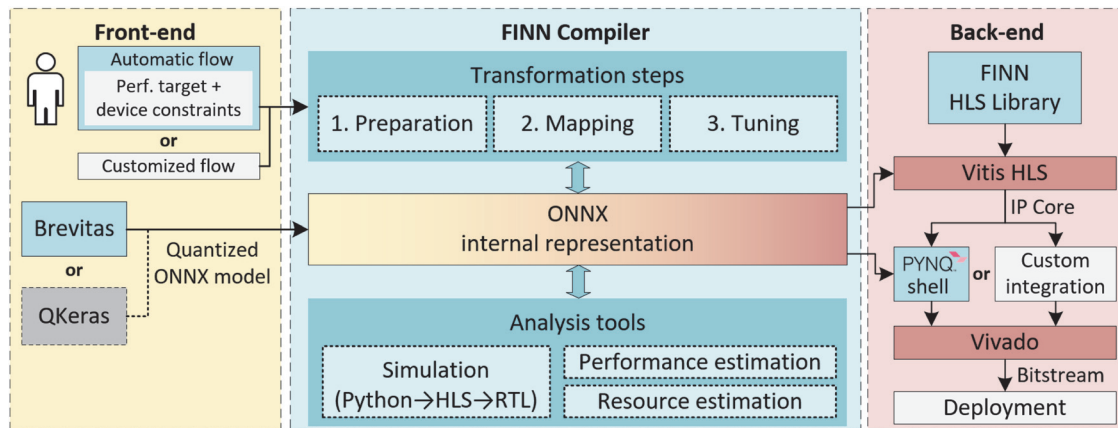 Front-end
Automatic flow
Perf. target +
device constraints
or
Customized flow
Brevitas
or
QKeras
Quantized
ONNX model
FINN Compiler
Transformation steps
1. Preparation
2. Mapping
3. Tuning
ONNX
internal representation
Analysis tools
Simulation
(Python→HLS→RTL)
Performance estimation
Resource estimation
Back-end
FINN
HLS Library
Vitis HLS
IP Core
PYNQ.
shell
or
Custom
integration
Vivado
Bitstream
Deployment